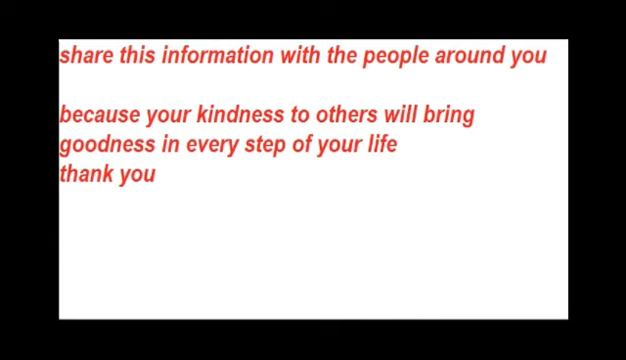 share this information with the people around you
because your kindness to others will bring
goodness in every step of your life
thank you